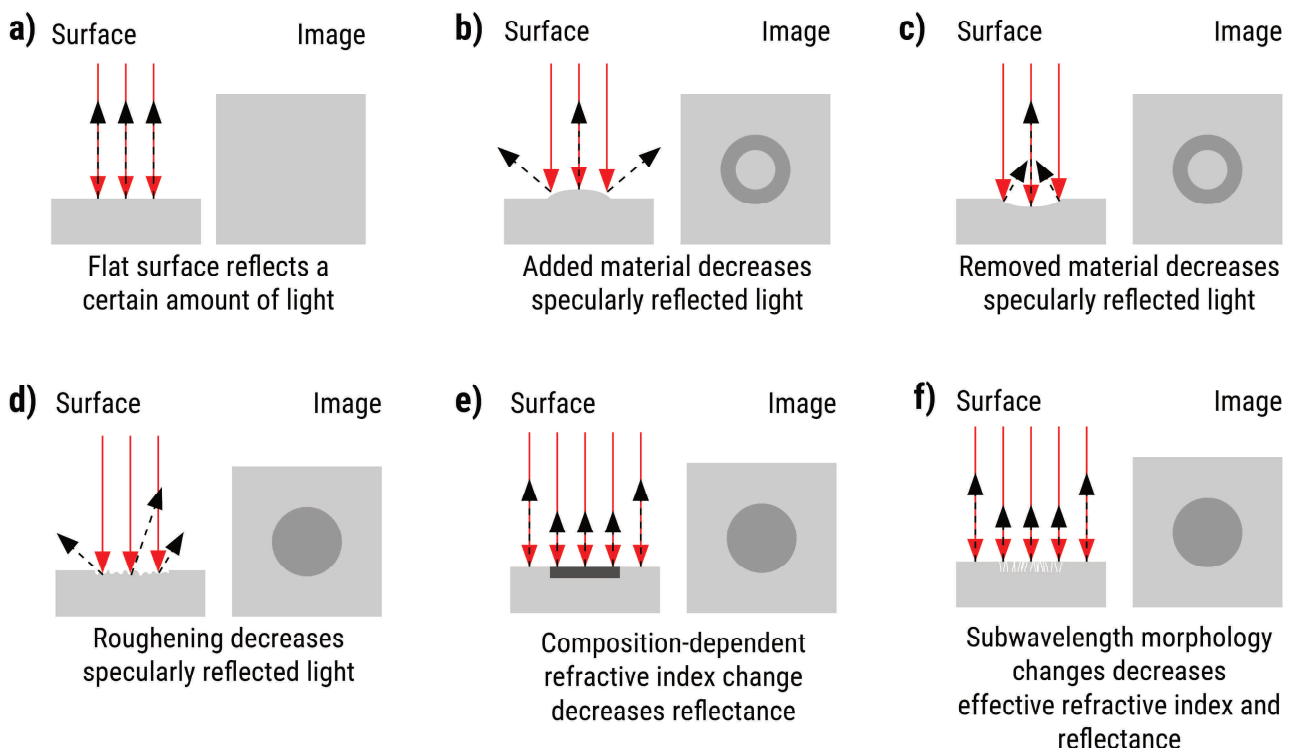 a) Surface Image
Flat surface reflects a
certain amount of light
b) Surface Image
Added material decreases
specularly reflected light
c) Surface Image
Removed material decreases
specularly reflected light
d) Surface Image
Roughening decreases
specularly reflected light
e) Surface Image
Composition-dependent
refractive index change
decreases reflectance
f) Surface Image
Subwavelength morphology
changes decreases
effective refractive index and
reflectance